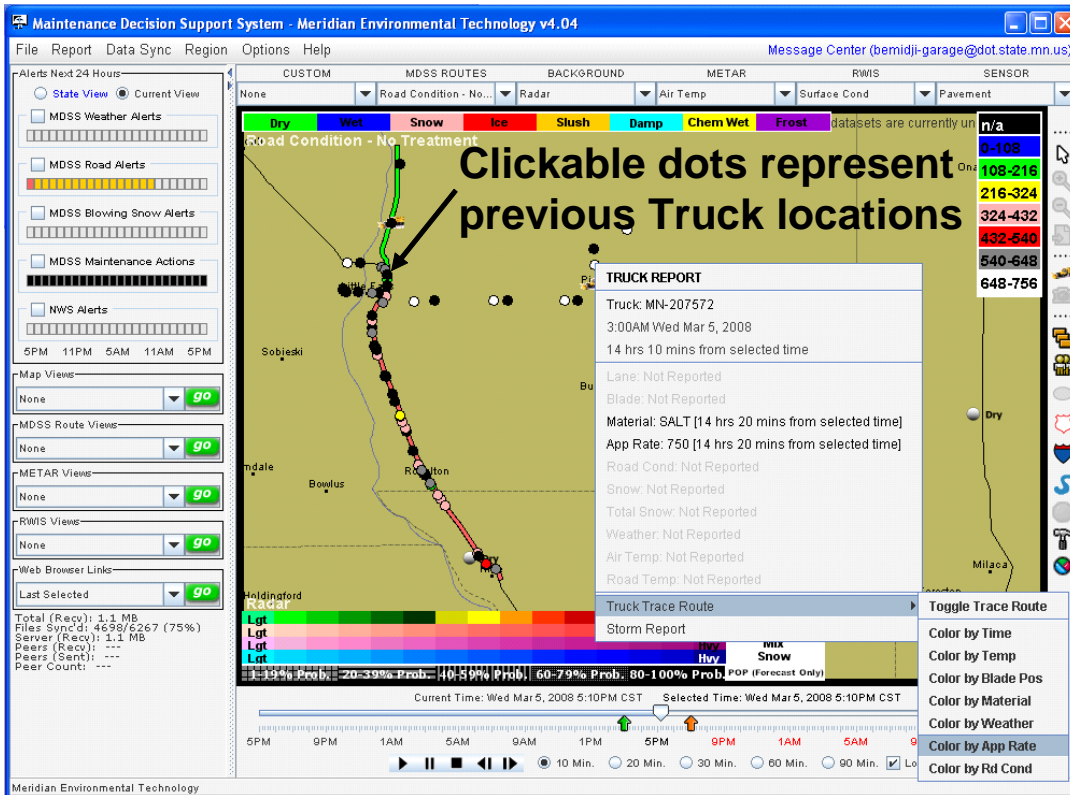 Maintenance Decision Support System - Meridian Environmental Technology v4.04
File Report Data Sync Region Options Help
Message Center (bemidji-garage@dot.state.mn.us)
Alerts Next 24 Hours
State View Current View
MDSS Weather Alerts
MDSS Road Alerts
MDSS Blowing Snow Alerts
MDSS Maintenance Actions
NWS Alerts
5PM 11PM 5AM 11AM 5PM
Map Views
None go
MDSS Route Views
None go
METAR Views
None go
RWIS Views
None go
Web Browser Links
Last Selected go
Total (Recv): 1.1 MB
Files Sync'd: 4698/6267 (75%)
Server (Recv): 1.1 MB
Peers (Recv): ---
Peers (Sent): ---
Peer Count: ---
CUSTOM MDSS ROUTES BACKGROUND METAR RWIS SENSOR
None Road Condition - No... Radar Air Temp Surface Cond Pavement
Dry Wet Snow Ice Slush Damp Chem Wet Frost datasets are currently un
Road Condition - No Treatment
n/a
0-108
108-216
216-324
324-432
432-540
540-648
648-756
Clickable dots represent
previous Truck locations
Sobieski
Bowlus
Dry
Dry
Milaca
Holdingford
TRUCK REPORT
Truck: MN-207572
3:00AM Wed Mar 5, 2008
14 hrs 10 mins from selected time
Lane: Not Reported
Blade: Not Reported
Material: SALT [14 hrs 20 mins from selected time]
App Rate: 750 [14 hrs 20 mins from selected time]
Road Cond: Not Reported
Snow: Not Reported
Total Snow: Not Reported
Weather: Not Reported
Air Temp: Not Reported
Road Temp: Not Reported
Truck Trace Route
Storm Report
Toggle Trace Route
Color by Time
Color by Temp
Color by Blade Pos
Color by Material
Color by Weather
Color by App Rate
Color by Rd Cond
Radar
Lgt
Lgt
Lgt Hvy Mix
Lgt Hvy Snow
1-19% Prob. 20-39% Prob. 40-59% Prob. 60-79% Prob. 80-100% Prob. POP (Forecast Only)
Current Time: Wed Mar 5, 2008 5:10PM CST Selected Time: Wed Mar 5, 2008 5:10PM CST
5PM 9PM 1AM 5AM 9AM 1PM 5PM 9PM 1AM 5AM 9
10 Min. 20 Min. 30 Min. 60 Min. 90 Min. Lo
Meridian Environmental Technology